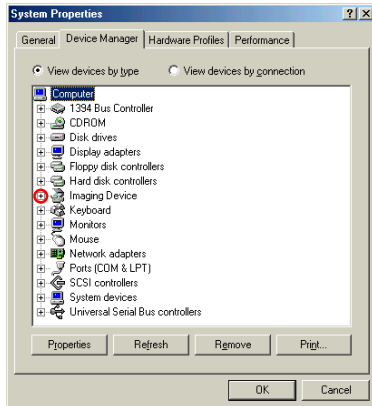 System Properties
General Device Manager Hardware Profiles Performance
View devices by type View devices by connection
Computer
1394 Bus Controller
CDROM
Disk drives
Display adapters
Floppy disk controllers
Hard disk controllers
Imaging Device
Keyboard
Monitors
Mouse
Network adapters
Ports (COM & LPT)
SCSI controllers
System devices
Universal Serial Bus controllers
Properties Refresh Remove Print...
OK Cancel